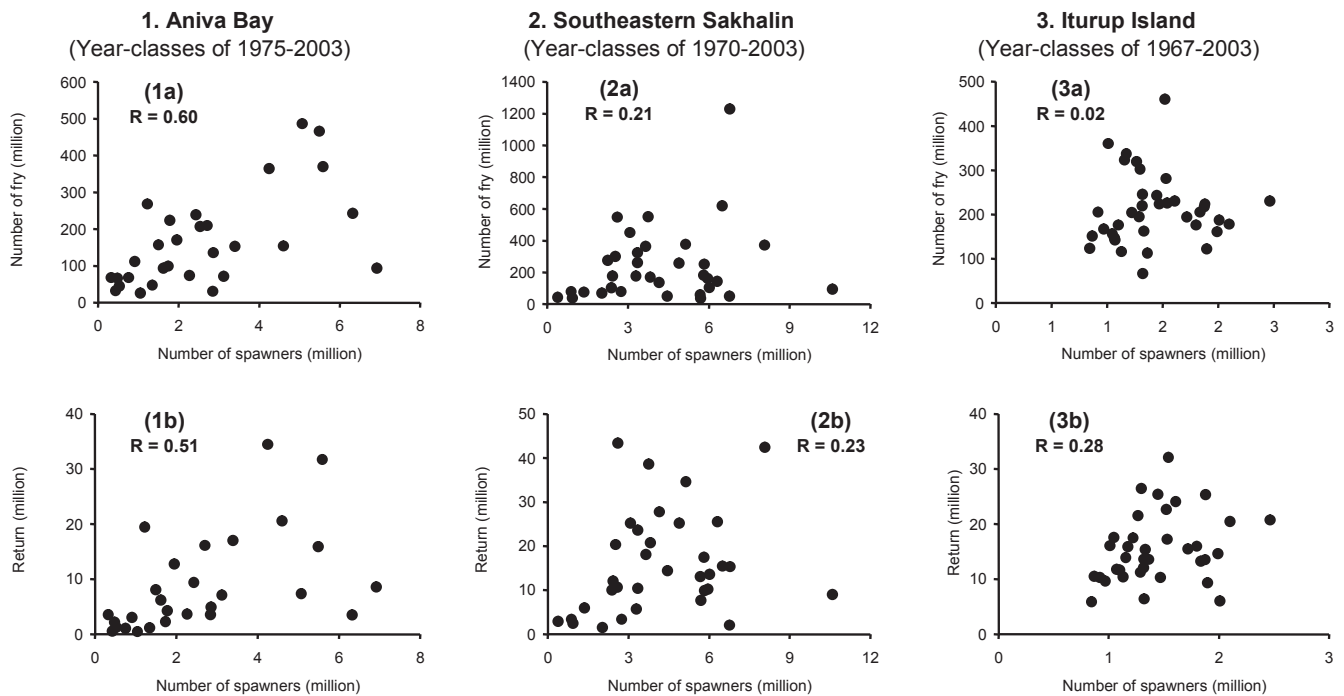 1. Aniva Bay
(Year-classes of 1975-2003)
2. Southeastern Sakhalin
(Year-classes of 1970-2003)
3. Iturup Island
(Year-classes of 1967-2003)
(1a)
R = 0.60
Number of fry (million)
600
500
400
300
200
100
0
0 2 4 6 8
Number of spawners (million)
(2a)
R = 0.21
Number of fry (million)
1400
1200
1000
800
600
400
200
0
0 3 6 9 12
Number of spawners (million)
(3a)
R = 0.02
Number of fry (million)
500
400
300
200
100
0
0 1 1 2 2 3 3
Number of spawners (million)
(1b)
R = 0.51
Return (million)
40
30
20
10
0
0 2 4 6 8
Number of spawners (million)
(2b)
R = 0.23
Return (million)
50
40
30
20
10
0
0 3 6 9 12
Number of spawners (million)
(3b)
R = 0.28
Return (million)
40
30
20
10
0
0 1 1 2 2 3 3
Number of spawners (million)